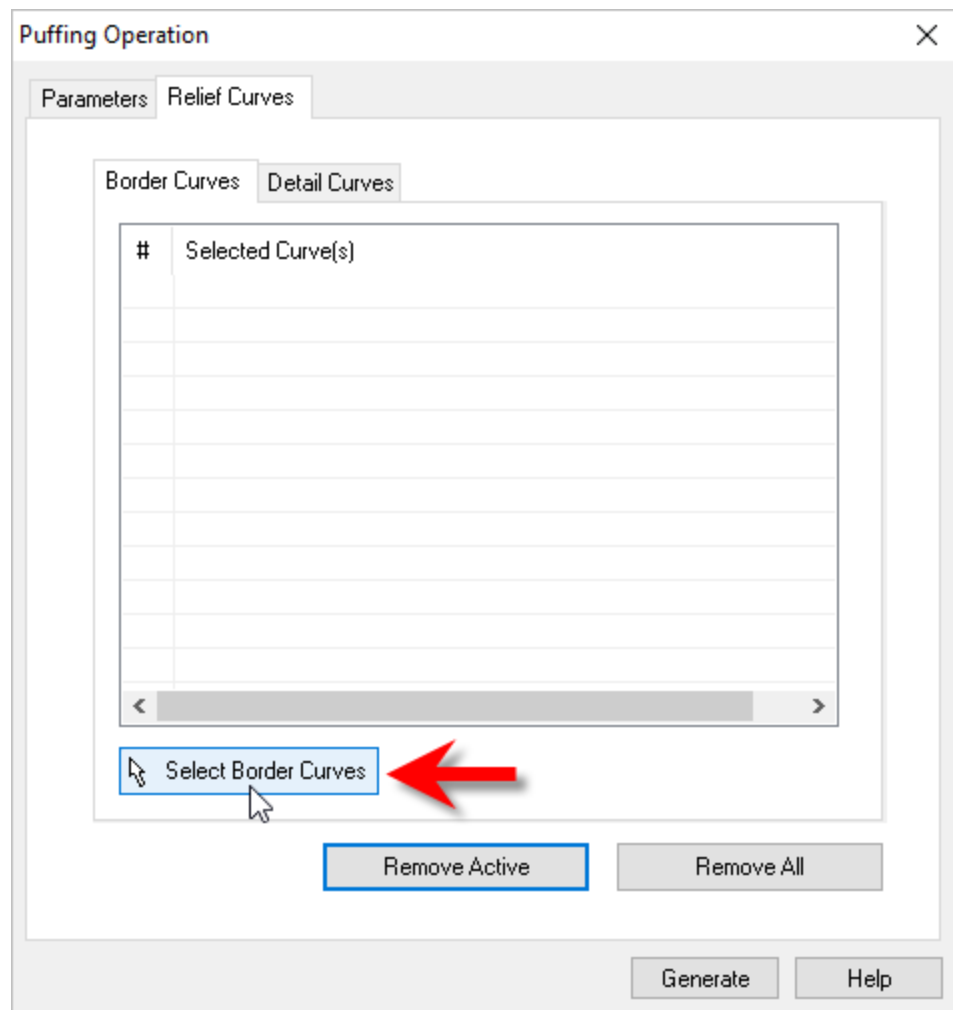 Puffing Operation
Parameters Relief Curves
Border Curves Detail Curves
# Selected Curve(s)
Select Border Curves
Remove Active Remove All
Generate Help